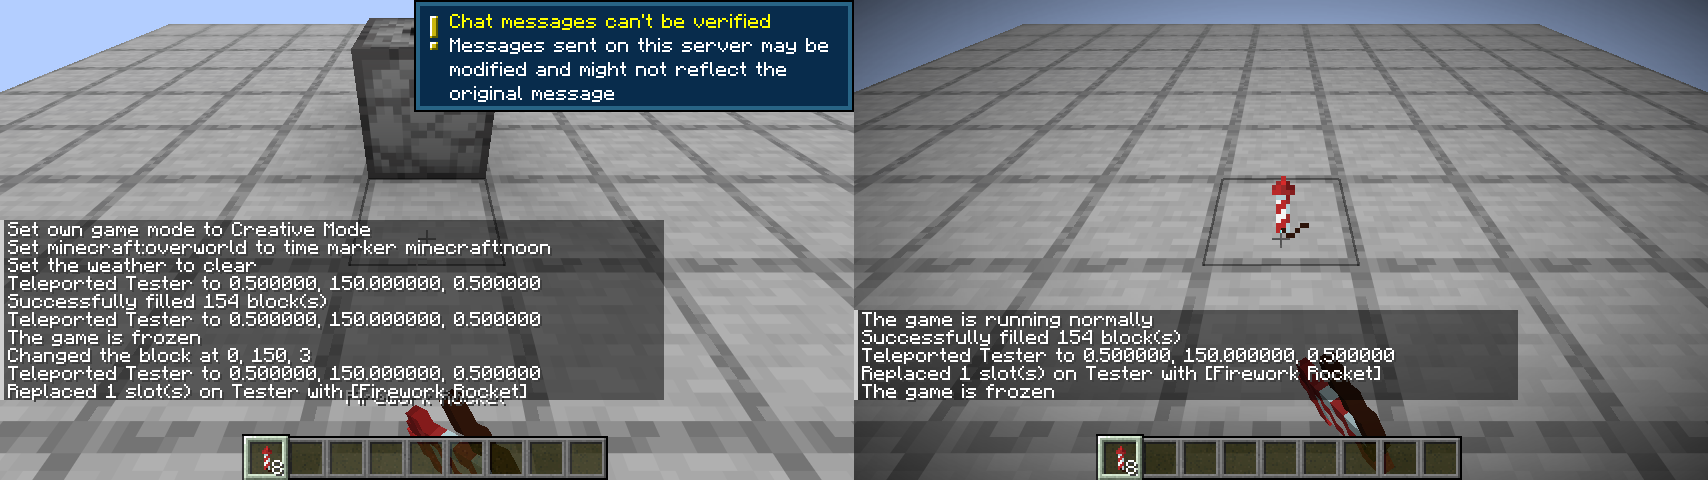 Chat messages can't be verified
Messages sent on this server may be
modified and might not reflect the
original message
Set own game mode to Creative Mode
Set minecraft:overworld to time marker minecraft:noon
Set the weather to clear
Teleported Tester to 0.500000, 150.000000, 0.500000
Successfully filled 154 block(s)
Teleported Tester to 0.500000, 150.000000, 0.500000
The game is frozen
Changed the block at 0, 150, 3
Teleported Tester to 0.500000, 150.000000, 0.500000
Replaced 1 slot(s) on Tester with [Firework Rocket]
Firework Rocket
8
The game is running normally
Successfully filled 154 block(s)
Teleported Tester to 0.500000, 150.000000, 0.500000
Replaced 1 slot(s) on Tester with [Firework Rocket]
The game is frozen
8